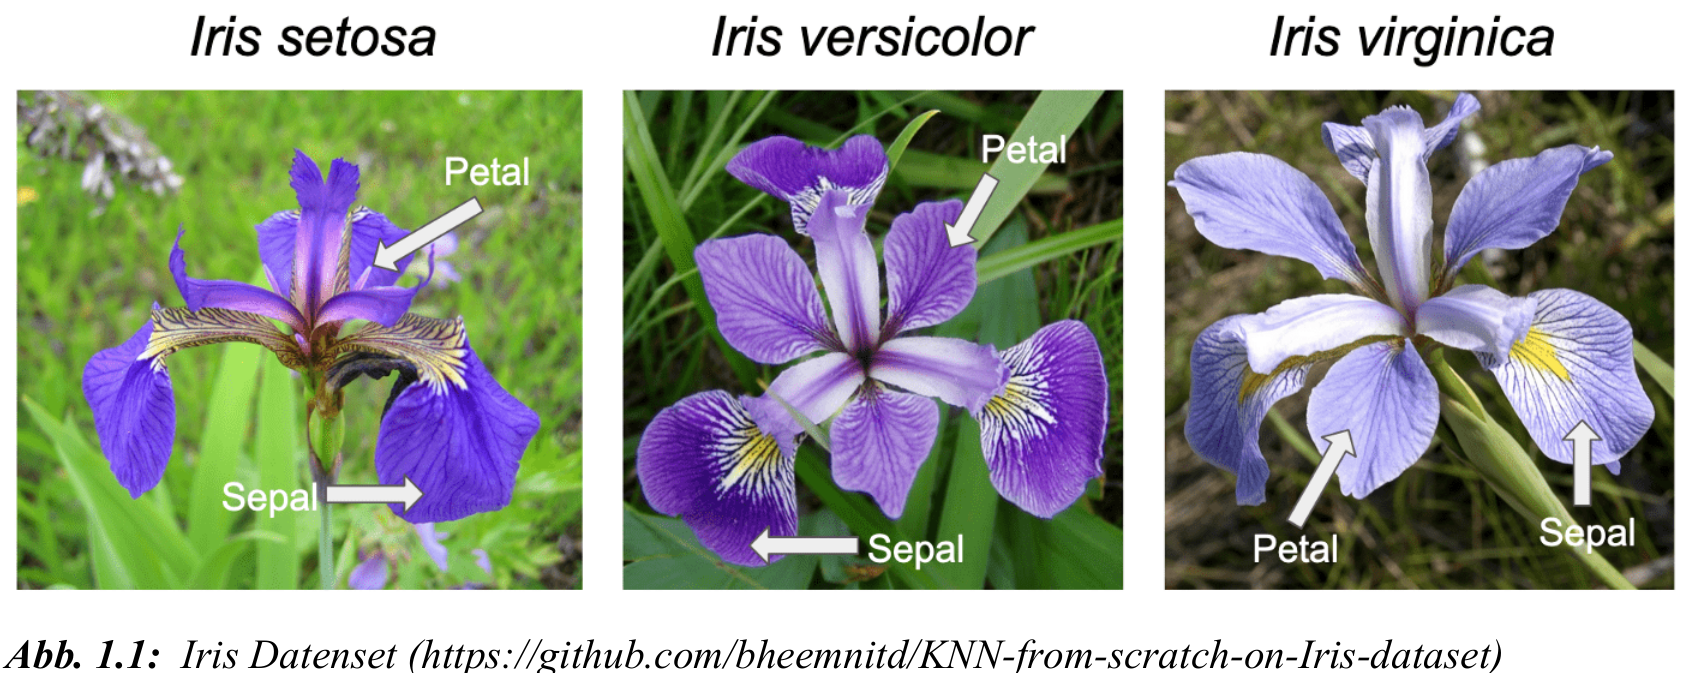 Iris setosa
Iris versicolor
Iris virginica
Petal
Sepal
Petal
Sepal
Petal
Sepal
Abb. 1.1: Iris Datenset (https://github.com/bheemnitd/KNN-from-scratch-on-Iris-dataset)